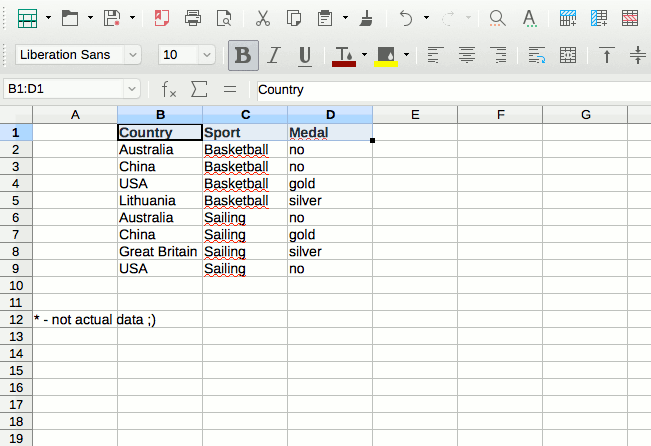 Liberation Sans 10 B I U T A
B1:D1 fx Σ = Country
A B C D E F G
1 Country Sport Medal
2 Australia Basketball no
3 China Basketball no
4 USA Basketball gold
5 Lithuania Basketball silver
6 Australia Sailing no
7 China Sailing gold
8 Great Britain Sailing silver
9 USA Sailing no
10
11
12 * - not actual data ;)
13
14
15
16
17
18
19